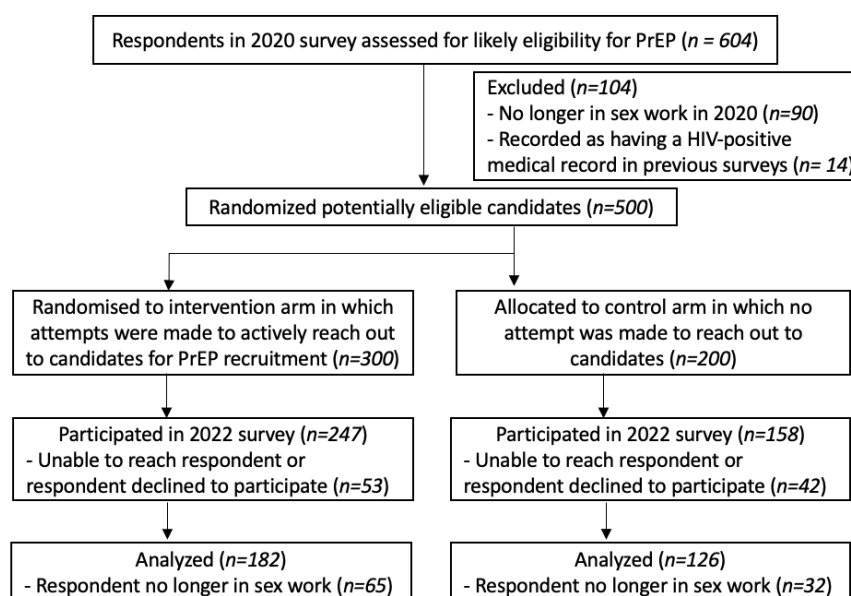 Respondents in 2020 survey assessed for likely eligibility for PrEP (n = 604)
Excluded (n=104)
- No longer in sex work in 2020 (n=90)
- Recorded as having a HIV-positive
medical record in previous surveys (n= 14)
Randomized potentially eligible candidates (n=500)
Randomised to intervention arm in which
attempts were made to actively reach out
to candidates for PrEP recruitment (n=300)
Allocated to control arm in which no
attempt was made to reach out to
candidates (n=200)
Participated in 2022 survey (n=247)
- Unable to reach respondent or
respondent declined to participate (n=53)
Participated in 2022 survey (n=158)
- Unable to reach respondent or
respondent declined to participate (n=42)
Analyzed (n=182)
- Respondent no longer in sex work (n=65)
Analyzed (n=126)
- Respondent no longer in sex work (n=32)